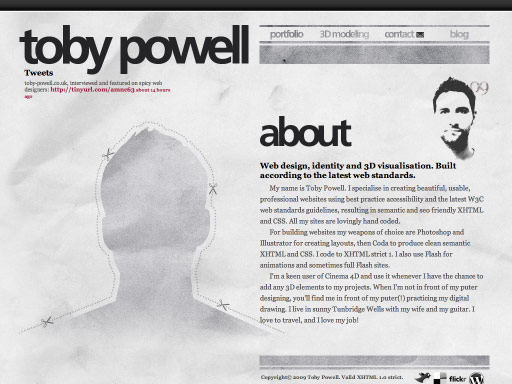 toby powell
portfolio 3D modeling contact blog
Tweets
toby-powell.co.uk, interviewed and featured on spicy web
designers: http://tinyurl.com/amne63 about 14 hours
ago
09
about
Web design, identity and 3D visualisation. Built
according to the latest web standards.
My name is Toby Powell. I specialise in creating beautiful, usable,
professional websites using best practice accessibility and the latest W3C
web standards guidelines, resulting in semantic and seo friendly XHTML
and CSS. All my sites are lovingly hand coded.
For building websites my weapons of choice are Photoshop and
Illustrator for creating layouts, then Coda to produce clean semantic
XHTML and CSS. I code to XHTML strict 1. I also use Flash for
animations and sometimes full Flash sites.
I'm a keen user of Cinema 4D and use it whenever I have the chance to
add any 3D elements to my projects. When I'm not in front of my puter
designing, you'll find me in front of my puter(!) practicing my digital
drawing. I live in sunny Tunbridge Wells with my wife and my guitar. I
love to travel, and I love my job!
Copyright© 2009 Toby Powell. Valid XHTML 1.0 strict.
flickr